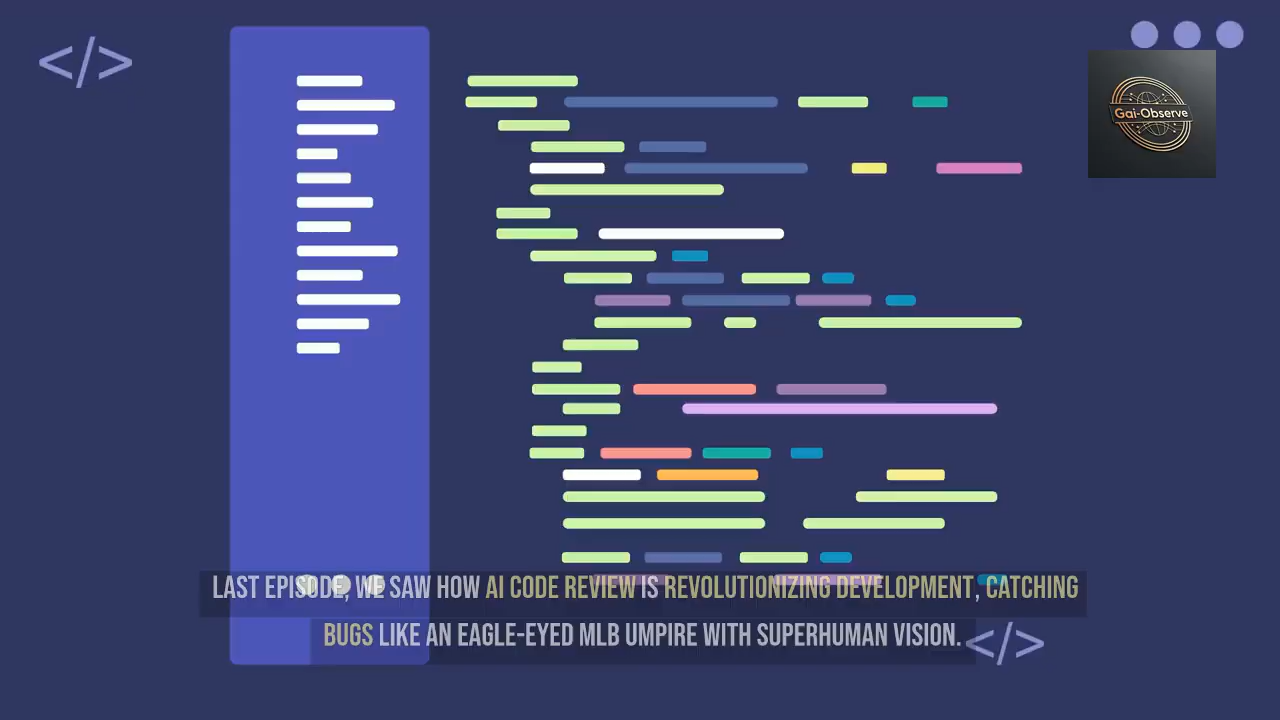 </>
Gai-Observe
LAST EPISODE, WE SAW HOW AI CODE REVIEW IS REVOLUTIONIZING DEVELOPMENT, CATCHING
BUGS LIKE AN EAGLE-EYED MLB UMPIRE WITH SUPERHUMAN VISION.
</>